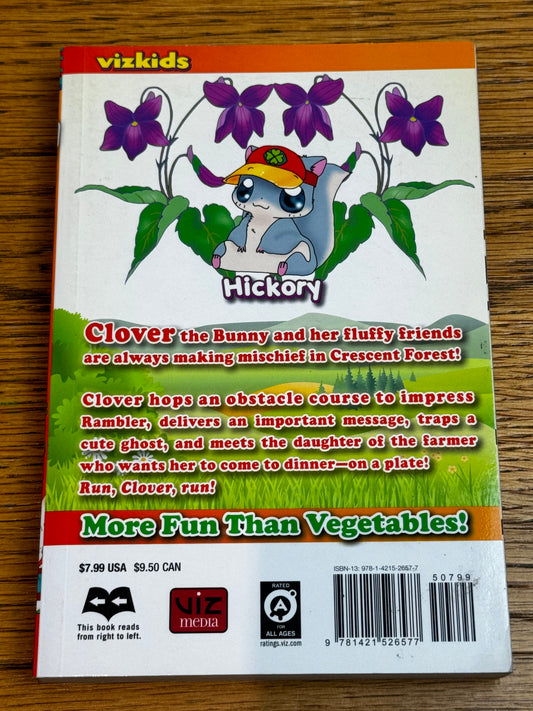 vizkids
Hickory
Clover the Bunny and her fluffy friends
are always making mischief in Crescent Forest!
Clover hops an obstacle course to impress
Rambler, delivers an important message, traps a
cute ghost, and meets the daughter of the farmer
who wants her to come to dinner—on a plate!
Run, Clover, run!
More Fun Than Vegetables!
$7.99 USA $9.50 CAN
This book reads
from right to left.
VIZ
MEDIA
RATED
A
FOR
ALL AGES
ratings.viz.com
ISBN-13: 978-1-4215-2657-7
50799
9 781421 526577